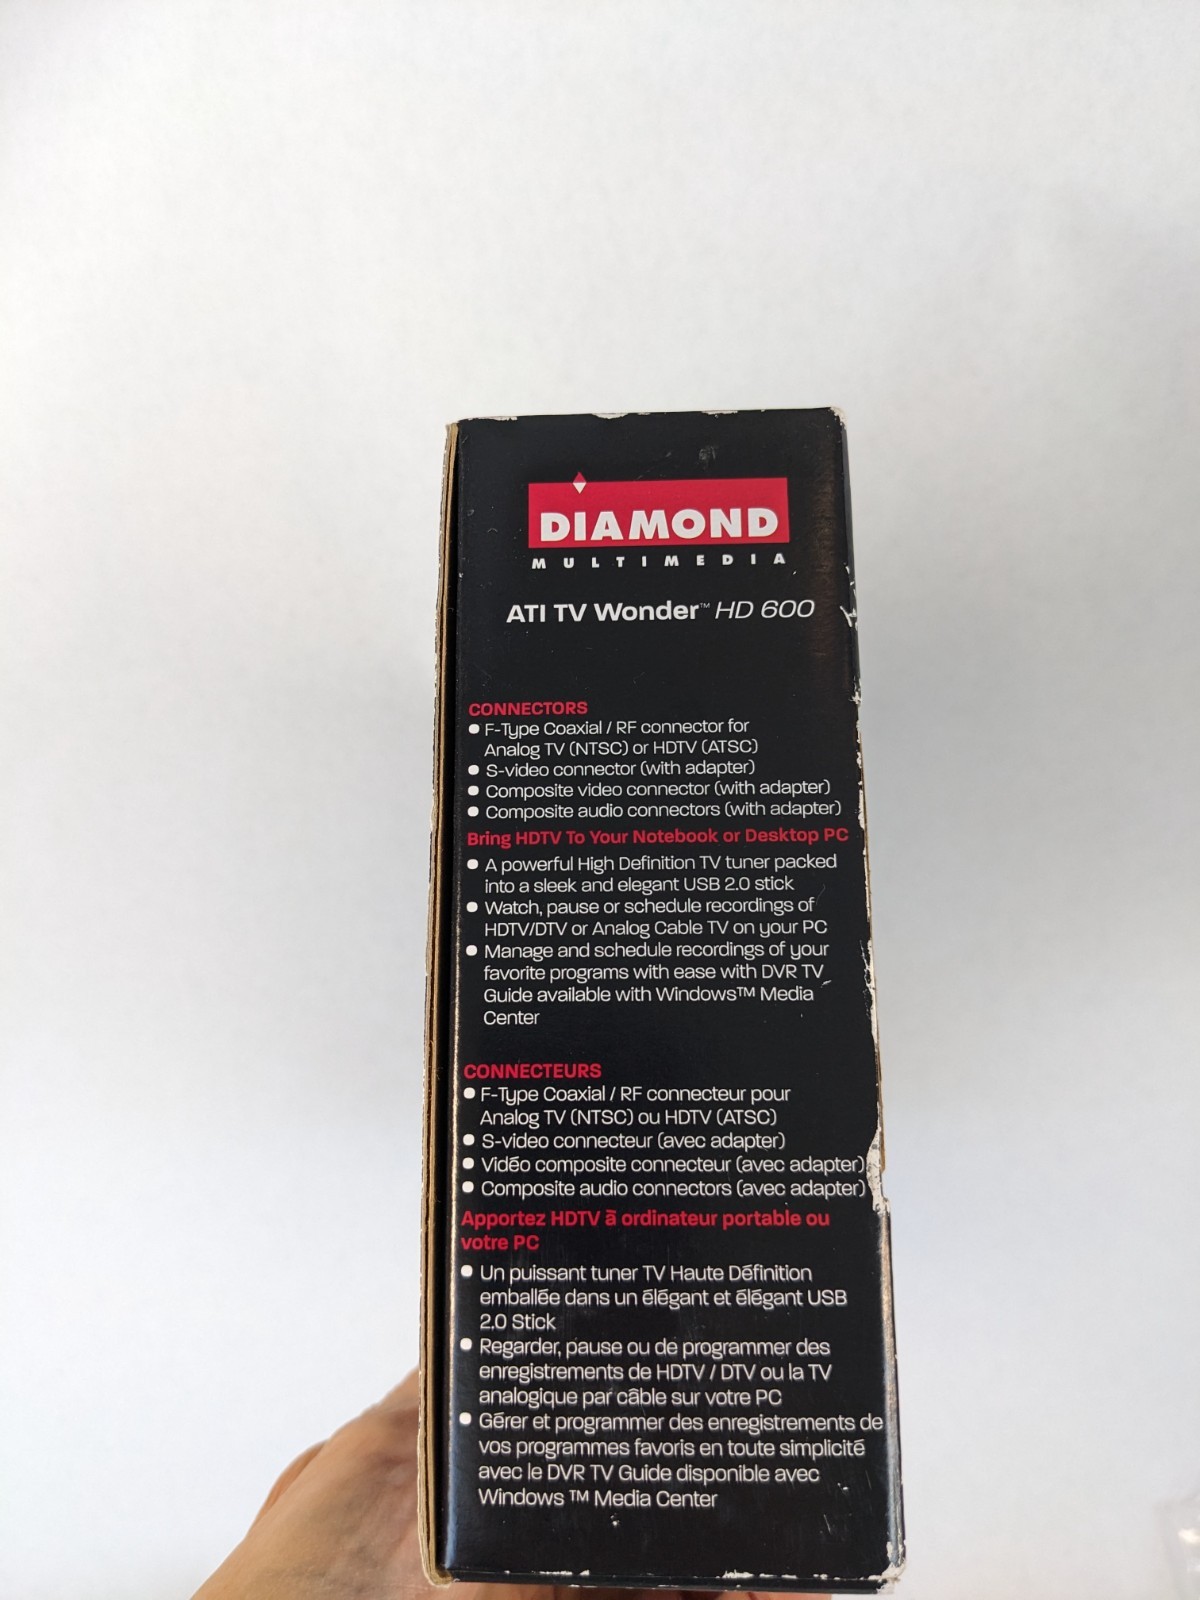 DIAMOND
MULTIMEDIA
ATI TV Wonder™ HD 600
CONNECTORS
● F-Type Coaxial / RF connector for
Analog TV (NTSC) or HDTV (ATSC)
● S-video connector (with adapter)
● Composite video connector (with adapter)
● Composite audio connectors (with adapter)
Bring HDTV To Your Notebook or Desktop PC
● A powerful High Definition TV tuner packed
into a sleek and elegant USB 2.0 stick
● Watch, pause or schedule recordings of
HDTV/DTV or Analog Cable TV on your PC
● Manage and schedule recordings of your
favorite programs with ease with DVR TV
Guide available with Windows™ Media
Center
CONNECTEURS
● F-Type Coaxial / RF connecteur pour
Analog TV (NTSC) ou HDTV (ATSC)
● S-video connecteur (avec adapter)
● Vidéo composite connecteur (avec adapter)
● Composite audio connectors (avec adapter)
Apportez HDTV à ordinateur portable ou
votre PC
● Un puissant tuner TV Haute Définition
emballée dans un élégant et élégant USB
2.0 Stick
● Regarder, pause ou de programmer des
enregistrements de HDTV / DTV ou la TV
analogique par câble sur votre PC
● Gérer et programmer des enregistrements de
vos programmes favoris en toute simplicité
avec le DVR TV Guide disponible avec
Windows ™ Media Center